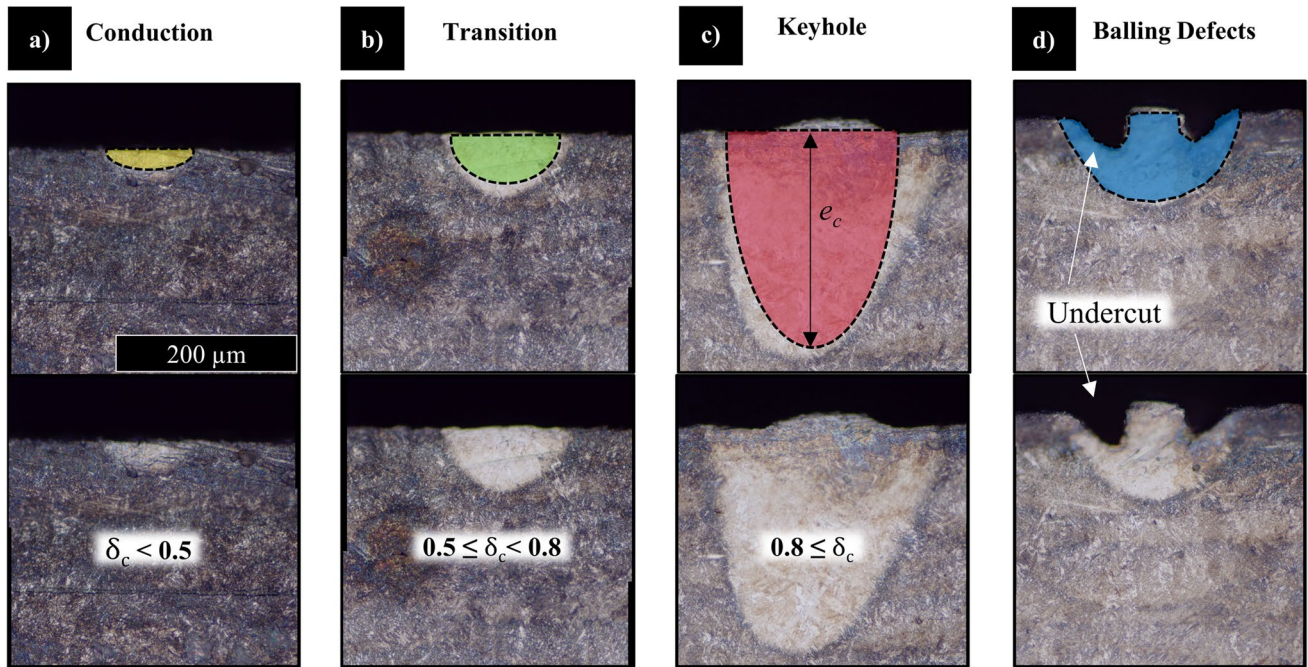 a) Conduction
b) Transition
c) Keyhole
d) Balling Defects
e_c
Undercut
200 µm
δ_c < 0.5
0.5 ≤ δ_c < 0.8
0.8 ≤ δ_c